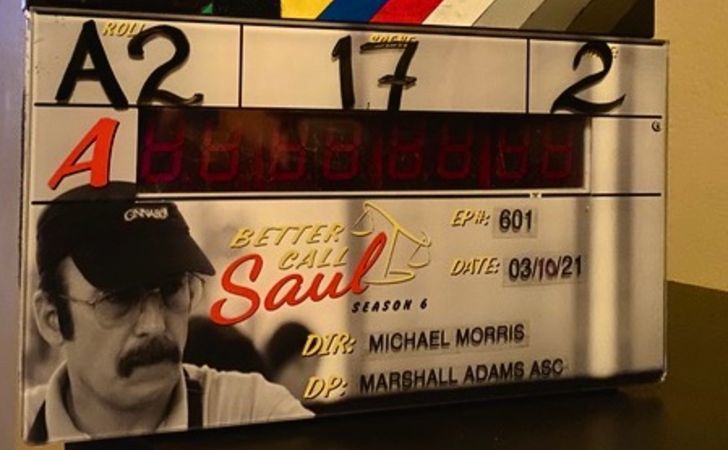 ROLL
A2 17 2
A
CINNABON
BETTER
CALL
Saul
SEASON 6
EP#: 601
DATE: 03/10/21
DIR: MICHAEL MORRIS
DP: MARSHALL ADAMS ASC